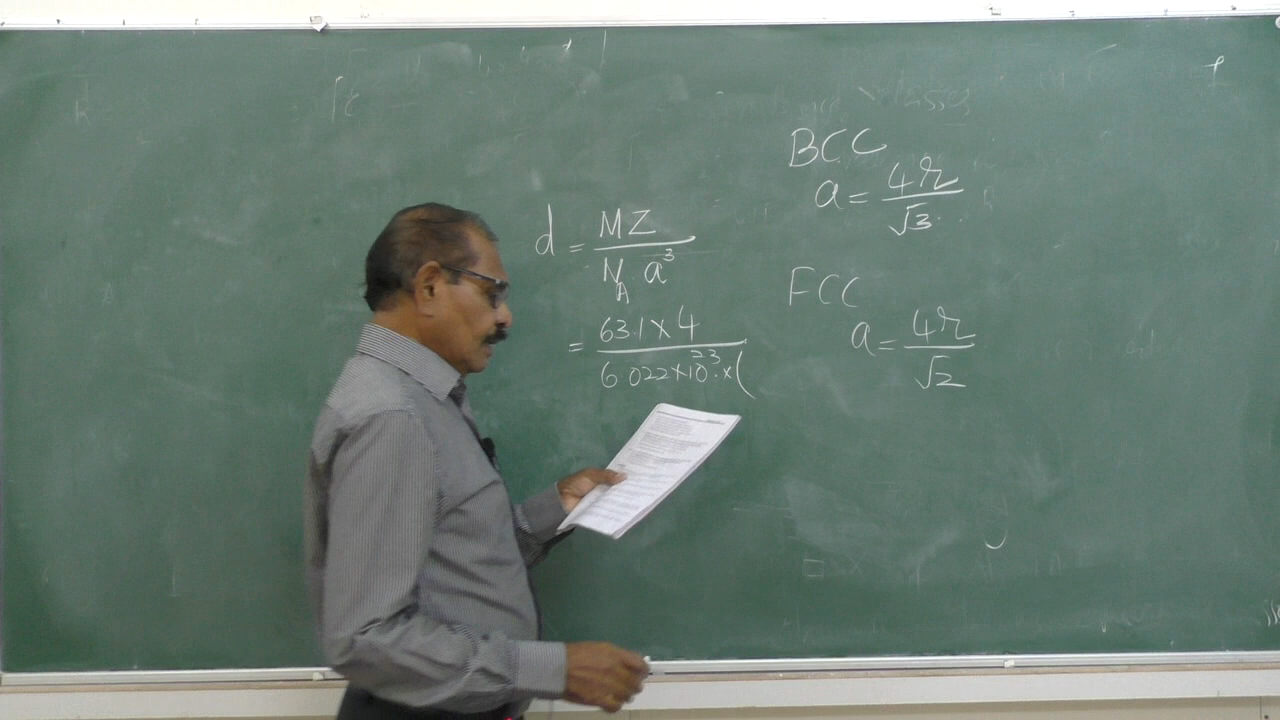 d = MZ / N_A a³
= 63.1 x 4 / 6.022 x 10²³ x (
BCC
a = 4r / √3
FCC
a = 4r / √2